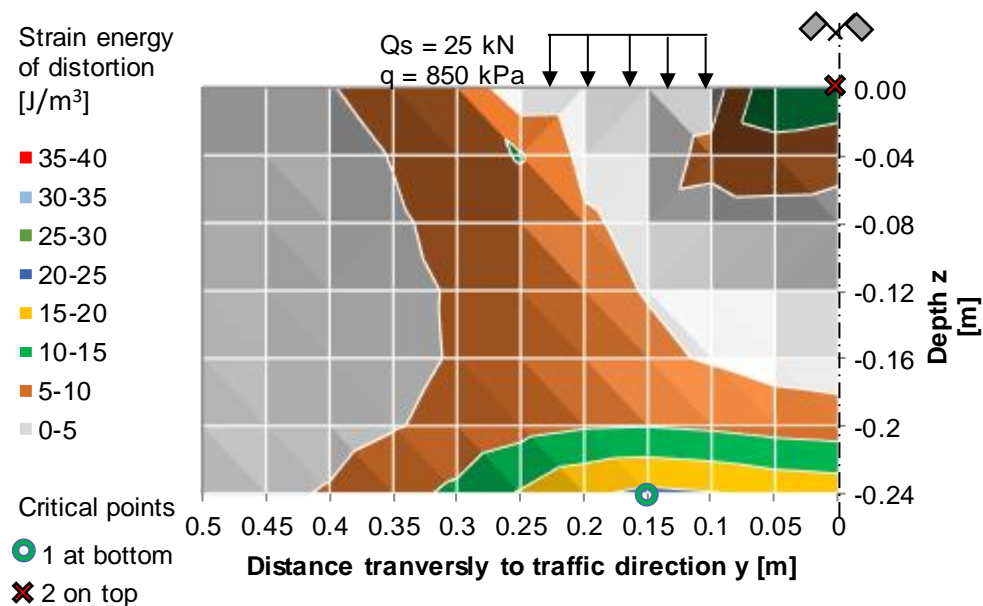 Strain energy
of distortion
[J/m³]
35-40
30-35
25-30
20-25
15-20
10-15
5-10
0-5
Critical points
1 at bottom
2 on top
Qs = 25 kN
q = 850 kPa
0.00
-0.04
-0.08
-0.12
-0.16
-0.2
-0.24
Depth z
[m]
0.5 0.45 0.4 0.35 0.3 0.25 0.2 0.15 0.1 0.05 0
Distance tranversly to traffic direction y [m]